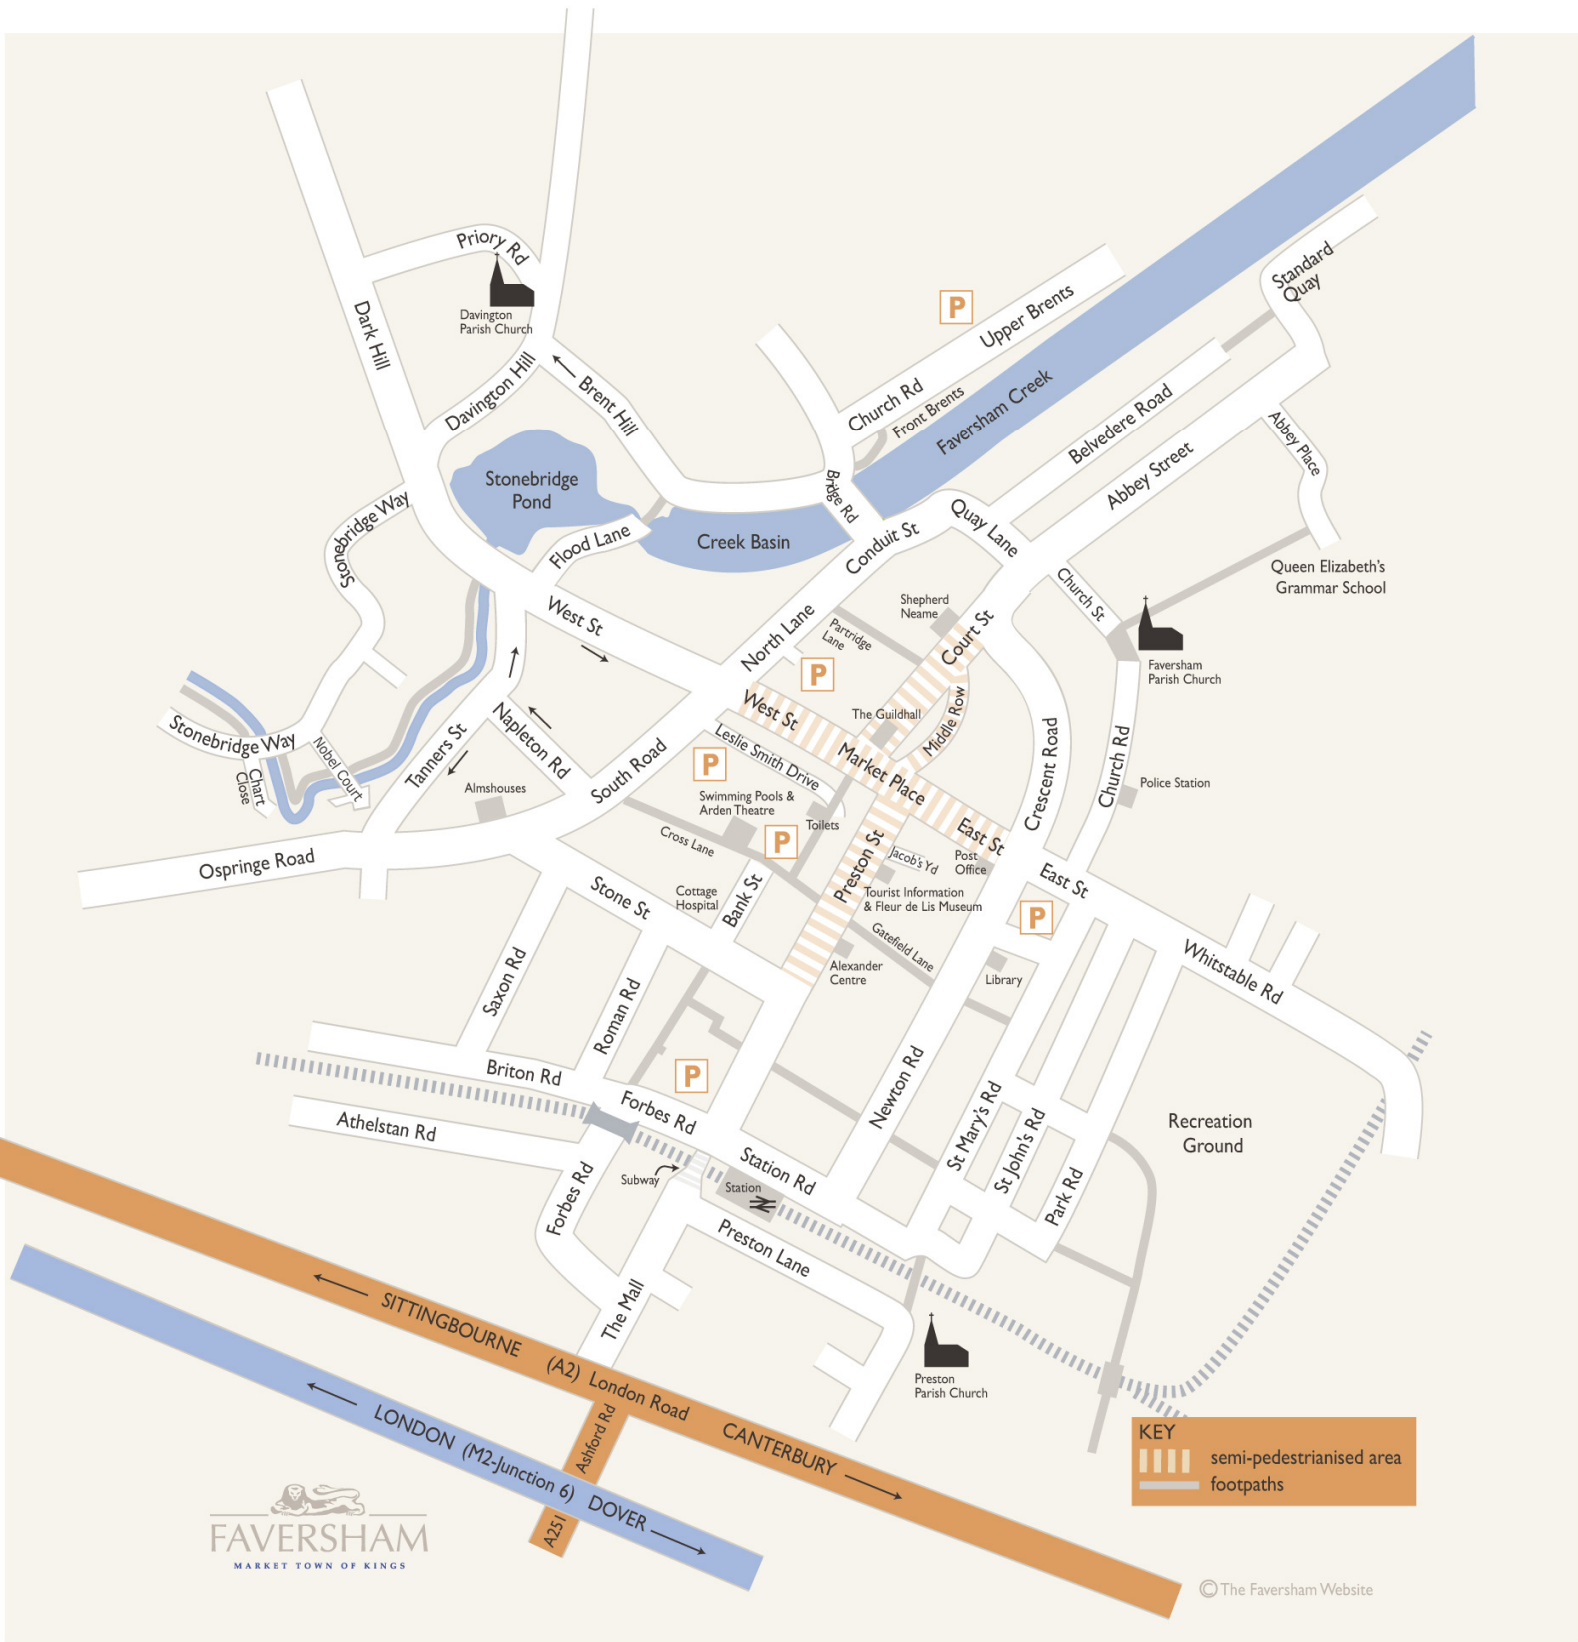 Priory Rd
Davington
Parish Church
Dark Hill
Davington Hill
Brent Hill
P
Upper Brents
Church Rd
Front Brents
Faversham Creek
Standard
Quay
Belvedere Road
Abbey Street
Abbey Place
Stonebridge
Pond
Stonebridge Way
Flood Lane
Creek Basin
Bridge Rd
Conduit St
Quay Lane
Queen Elizabeth's
Grammar School
Church St
Shepherd
Neame
Court St
West St
North Lane
Partridge
Lane
Faversham
Parish Church
P
West St
The Guildhall
Middle Row
Stonebridge Way
Nobel Court
Chart
Close
Tanners St
Napleton Rd
South Road
Leslie Smith Drive
P
Market Place
Crescent Road
Church Rd
Police Station
Almshouses
Swimming Pools &
Arden Theatre
Toilets
Cross Lane
P
East St
Post
Office
Jacob's Yd
Preston St
Tourist Information
& Fleur de Lis Museum
Ospringe Road
Stone St
Cottage
Hospital
Bank St
East St
P
Gatefield Lane
Alexander
Centre
Library
Whitstable Rd
Saxon Rd
Roman Rd
Briton Rd
P
Forbes Rd
Newton Rd
St Mary's Rd
St John's Rd
Park Rd
Recreation
Ground
Athelstan Rd
Subway
Station Rd
Station
Forbes Rd
Preston Lane
The Mall
Preston
Parish Church
SITTINGBOURNE (A2) London Road CANTERBURY
LONDON (M2-Junction 6) DOVER
Ashford Rd
A251
KEY
semi-pedestrianised area
footpaths
FAVERSHAM
MARKET TOWN OF KINGS
© The Faversham Website